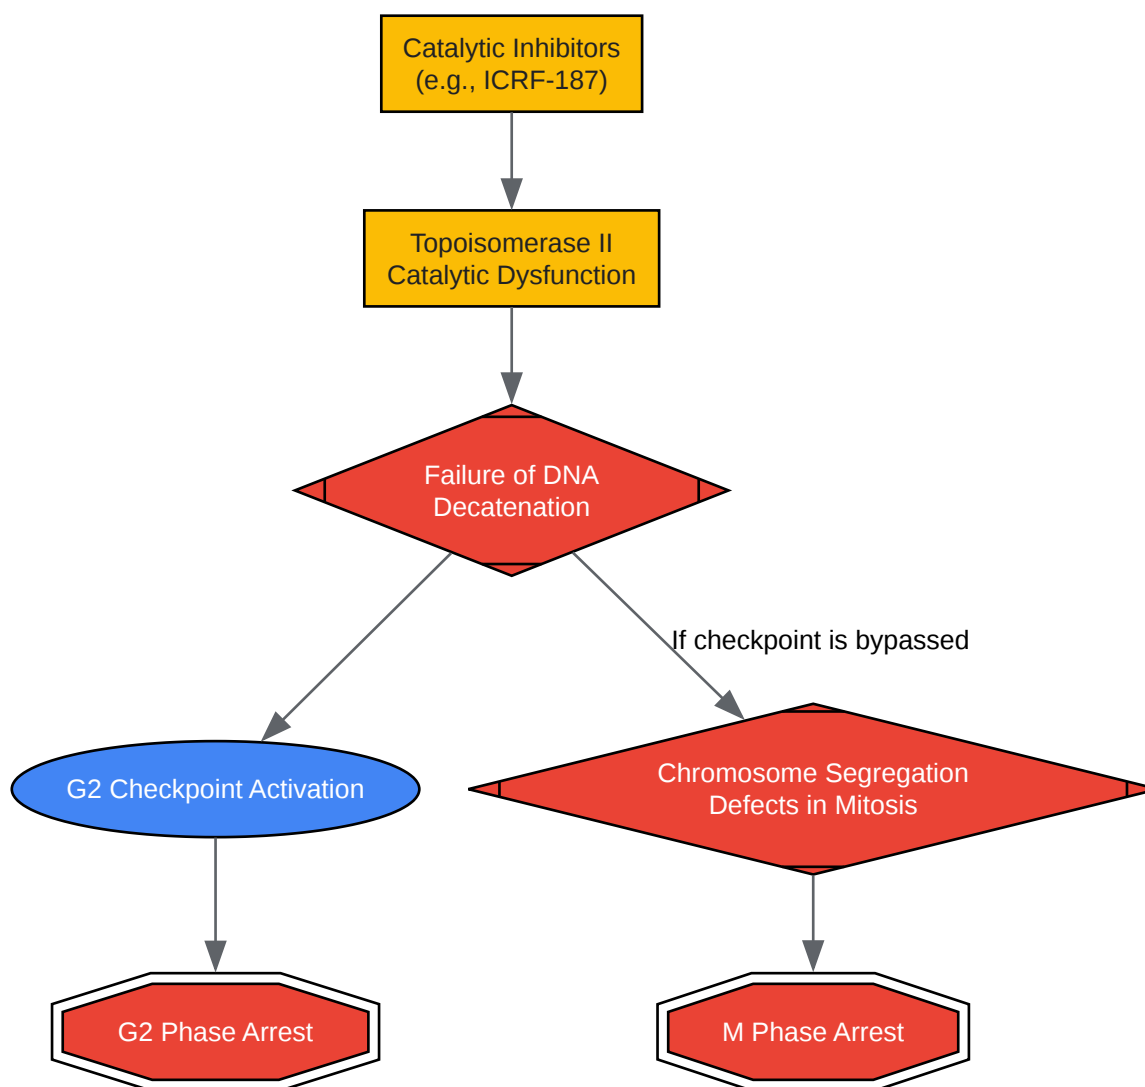 Catalytic Inhibitors
(e.g., ICRF-187)
Topoisomerase II
Catalytic Dysfunction
Failure of DNA
Decatenation
If checkpoint is bypassed
G2 Checkpoint Activation
Chromosome Segregation
Defects in Mitosis
G2 Phase Arrest
M Phase Arrest